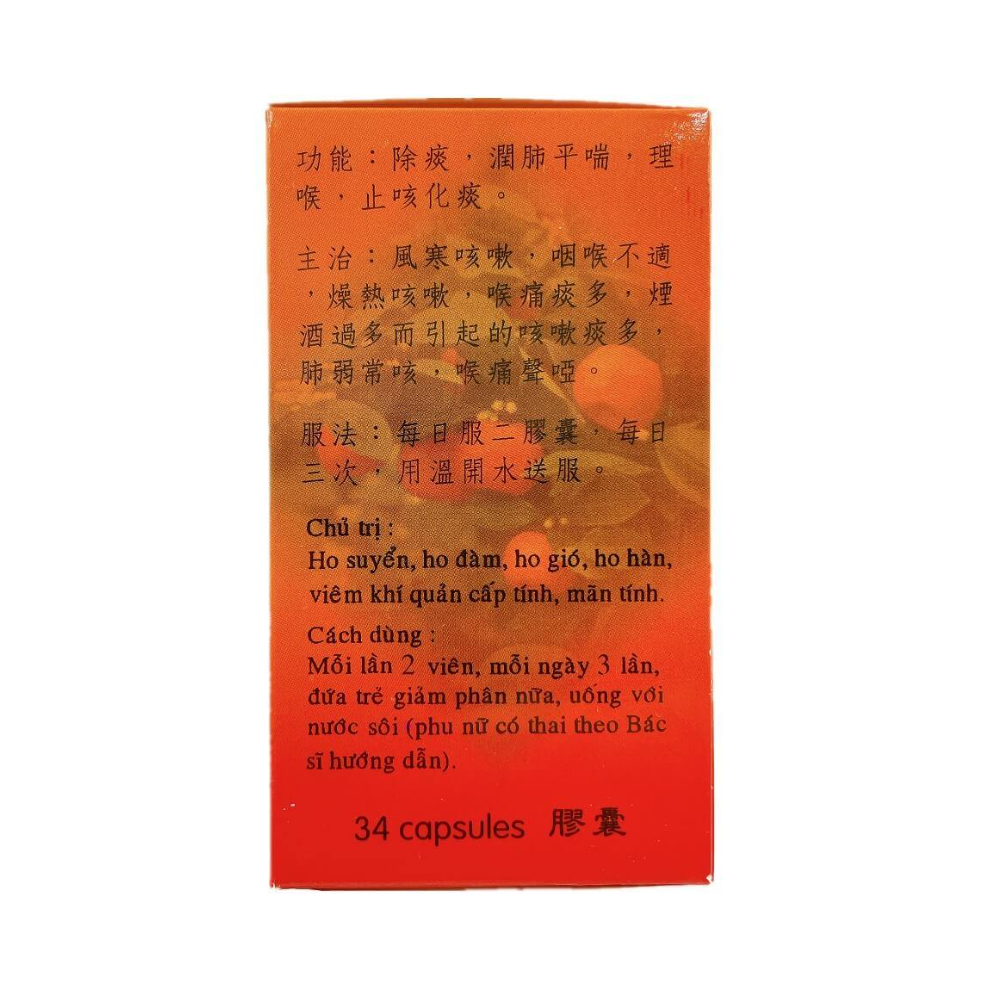 功能：除痰，潤肺平喘，理
喉，止咳化痰。
主治：風寒咳嗽，咽喉不適
，燥熱咳嗽，喉痛痰多，煙
酒過多而引起的咳嗽痰多，
肺弱常咳，喉痛聲啞。
服法：每日服二膠囊，每日
三次，用溫開水送服。
Chủ trị :
Ho suyển, ho đàm, ho gió, ho hàn,
viêm khí quản cấp tính, mãn tính.
Cách dùng :
Mỗi lần 2 viên, mỗi ngày 3 lần,
đứa trẻ giảm phân nữa, uống với
nước sôi (phu nữ có thai theo Bác
sĩ hướng dẫn).
34 capsules 膠囊